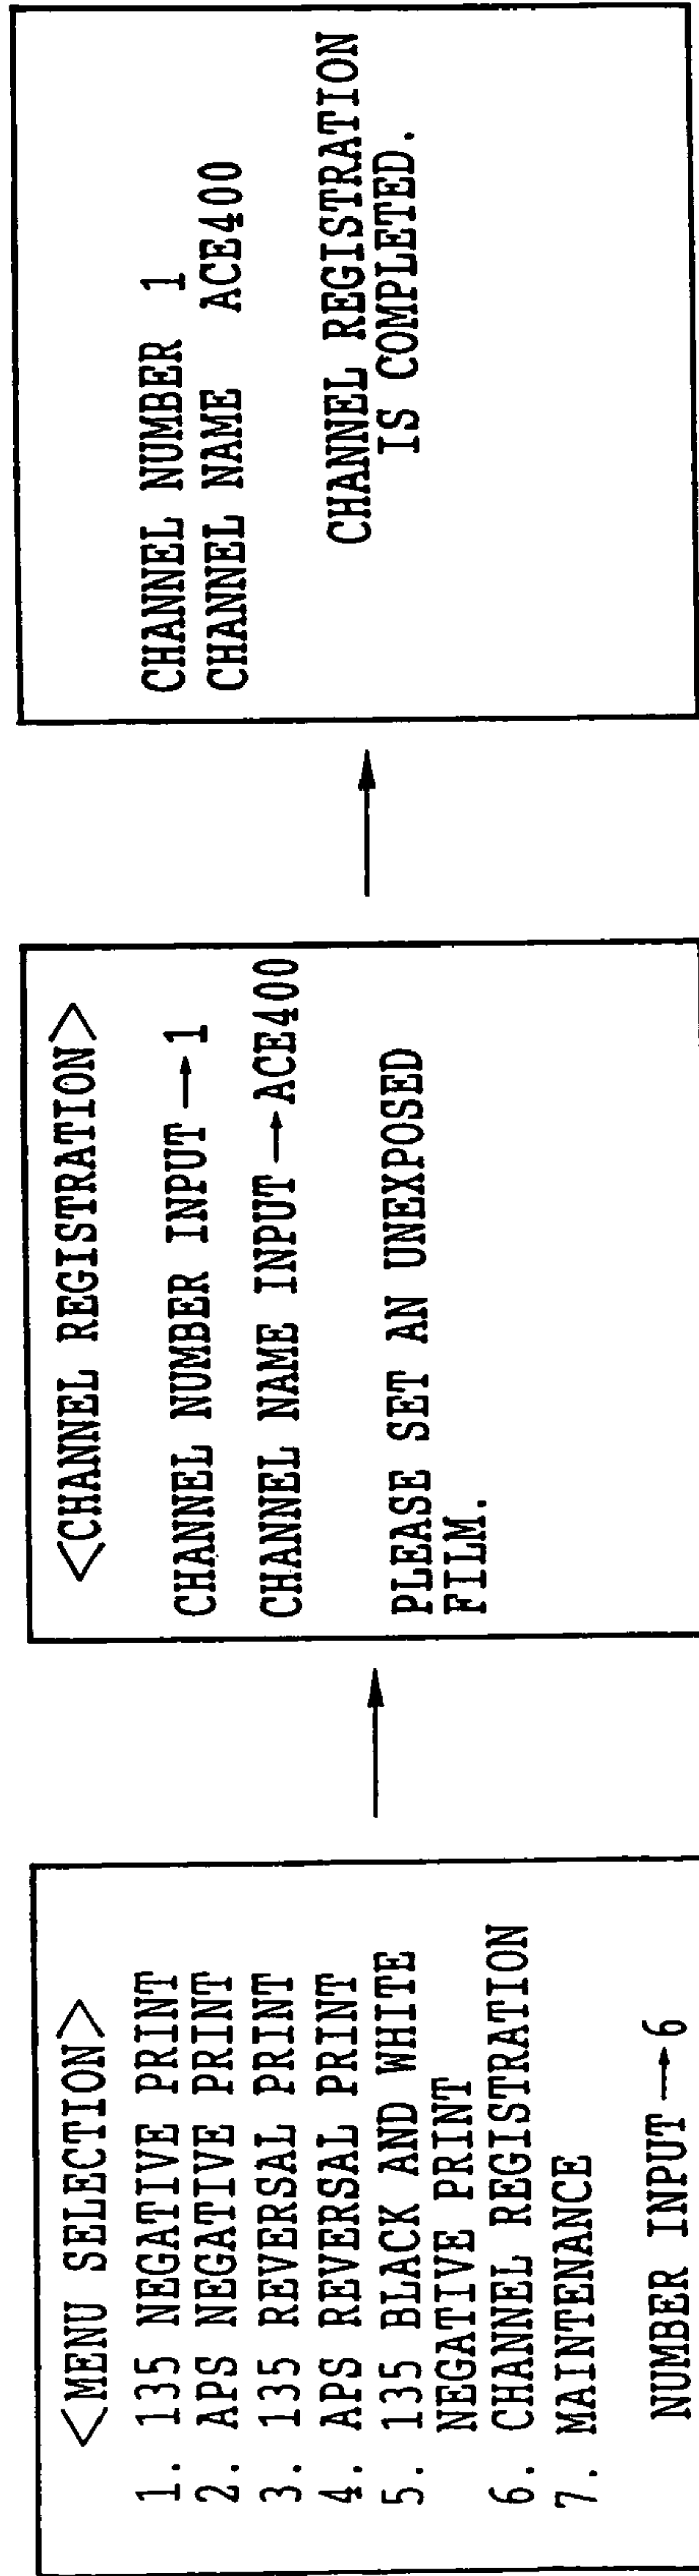 <MENU SELECTION>
1. 135 NEGATIVE PRINT
2. APS NEGATIVE PRINT
3. 135 REVERSAL PRINT
4. APS REVERSAL PRINT
5. 135 BLACK AND WHITE
NEGATIVE PRINT
6. CHANNEL REGISTRATION
7. MAINTENANCE
NUMBER INPUT→6
<CHANNEL REGISTRATION>
CHANNEL NUMBER INPUT→1
CHANNEL NAME INPUT→ACE400
PLEASE SET AN UNEXPOSED
FILM.
CHANNEL NUMBER 1
CHANNEL NAME ACE400
CHANNEL REGISTRATION
IS COMPLETED.